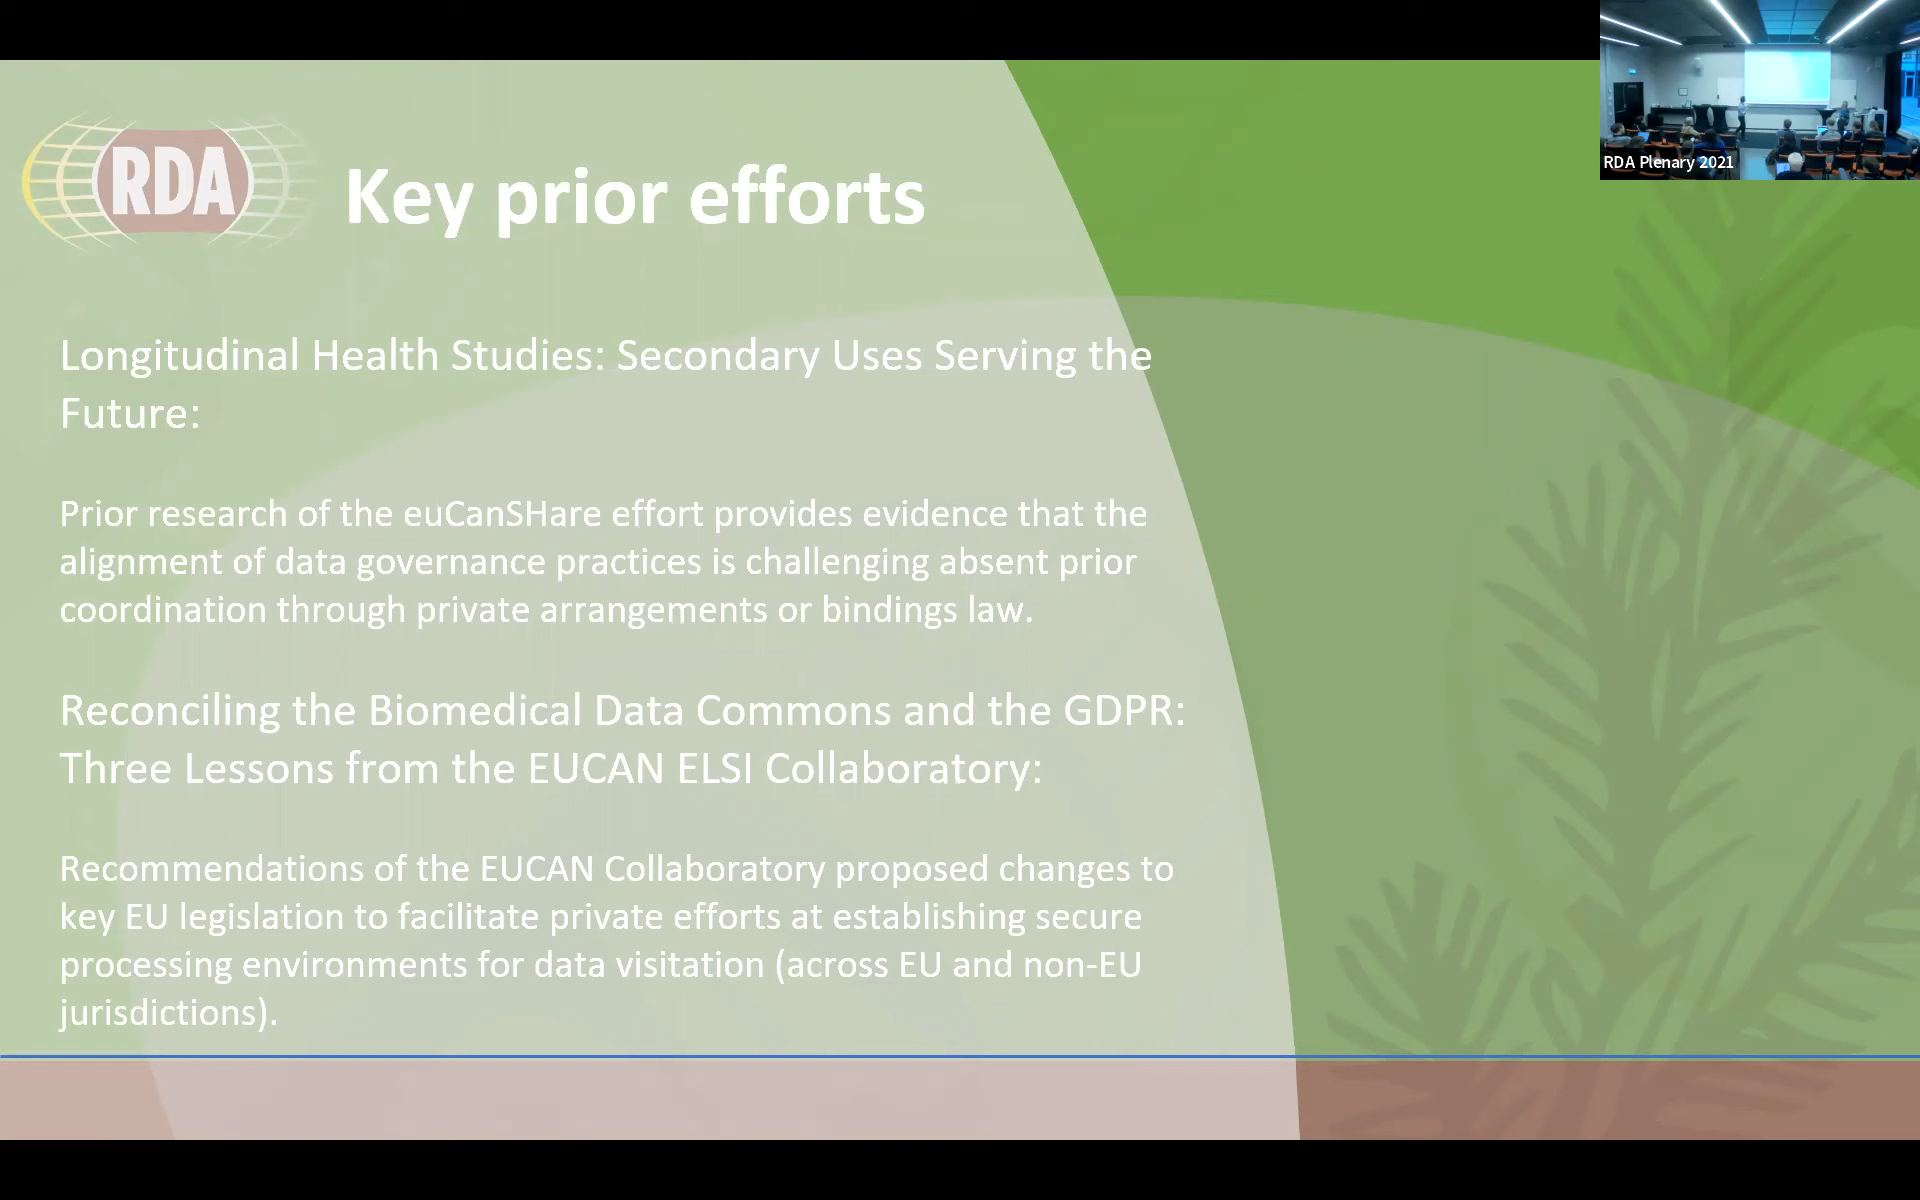 RDA
Key prior efforts
RDA Plenary 2021
Longitudinal Health Studies: Secondary Uses Serving the
Future:
Prior research of the euCanSHare effort provides evidence that the
alignment of data governance practices is challenging absent prior
coordination through private arrangements or bindings law.
Reconciling the Biomedical Data Commons and the GDPR:
Three Lessons from the EUCAN ELSI Collaboratory:
Recommendations of the EUCAN Collaboratory proposed changes to
key EU legislation to facilitate private efforts at establishing secure
processing environments for data visitation (across EU and non-EU
jurisdictions).